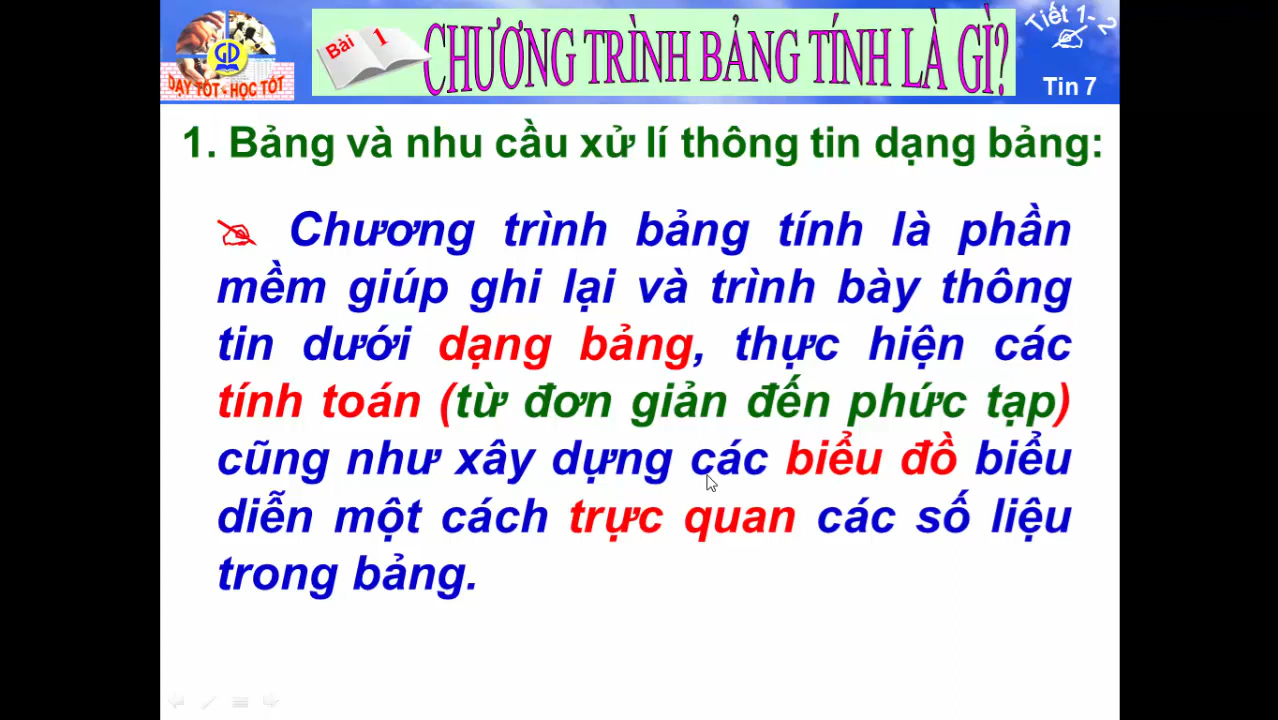 Bài 1
CHƯƠNG TRÌNH BẢNG TÍNH LÀ GÌ?
Tiết 1-2
Tin 7
GD
DẠY TỐT - HỌC TỐT
1. Bảng và nhu cầu xử lí thông tin dạng bảng:
Chương trình bảng tính là phần
mềm giúp ghi lại và trình bày thông
tin dưới dạng bảng, thực hiện các
tính toán (từ đơn giản đến phức tạp)
cũng như xây dựng các biểu đồ biểu
diễn một cách trực quan các số liệu
trong bảng.